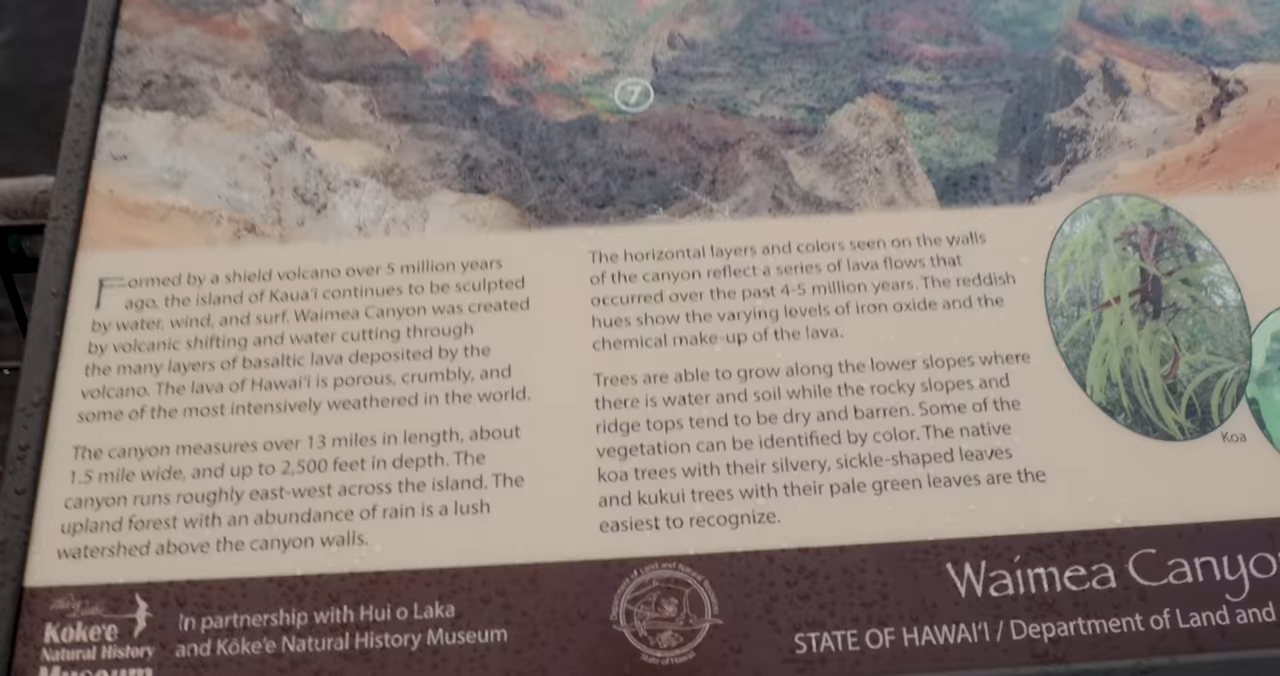 7
Formed by a shield volcano over 5 million years
ago, the island of Kaua'i continues to be sculpted
by water, wind, and surf. Waimea Canyon was created
by volcanic shifting and water cutting through
the many layers of basaltic lava deposited by the
volcano. The lava of Hawai'i is porous, crumbly, and
some of the most intensively weathered in the world.
The canyon measures over 13 miles in length, about
1.5 mile wide, and up to 2,500 feet in depth. The
canyon runs roughly east-west across the island. The
upland forest with an abundance of rain is a lush
watershed above the canyon walls.
The horizontal layers and colors seen on the walls
of the canyon reflect a series of lava flows that
occurred over the past 4-5 million years. The reddish
hues show the varying levels of iron oxide and the
chemical make-up of the lava.
Trees are able to grow along the lower slopes where
there is water and soil while the rocky slopes and
ridge tops tend to be dry and barren. Some of the
vegetation can be identified by color. The native
koa trees with their silvery, sickle-shaped leaves
and kukui trees with their pale green leaves are the
easiest to recognize.
Koa
Koke'e
Natural History
Museum
In partnership with Hui o Laka
and Kōke'e Natural History Museum
State of Hawaii
Waimea Canyo
STATE OF HAWAI'I / Department of Land and